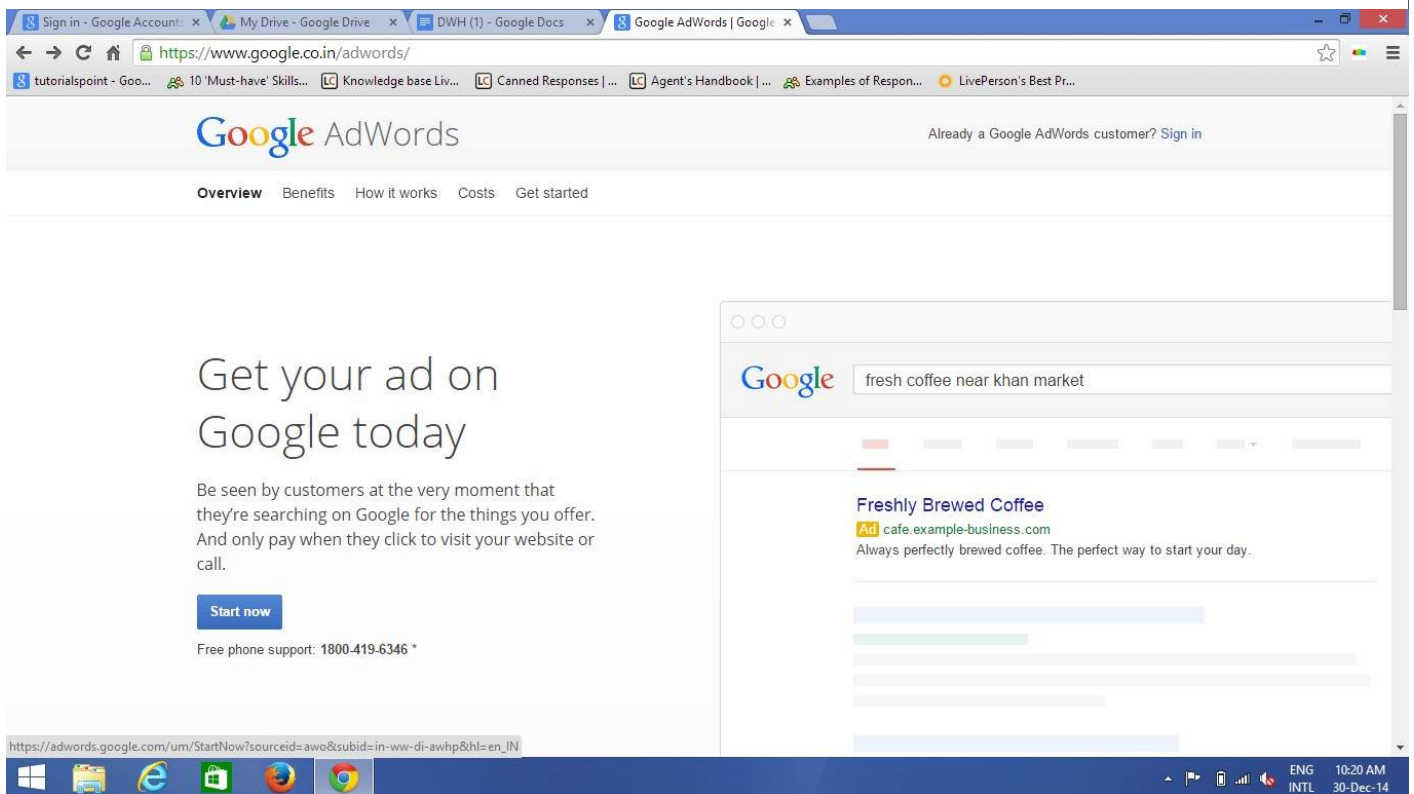 Sign in - Google Accounts My Drive - Google Drive DWH (1) - Google Docs Google AdWords | Google
https://www.google.co.in/adwords/
tutorialspoint - Goo... 10 'Must-have' Skills... Knowledge base Liv... Canned Responses | ... Agent's Handbook | ... Examples of Respon... LivePerson's Best Pr...
Google AdWords Already a Google AdWords customer? Sign in
Overview Benefits How it works Costs Get started
Get your ad on
Google today
Be seen by customers at the very moment that
they're searching on Google for the things you offer.
And only pay when they click to visit your website or
call.
Start now
Free phone support: 1800-419-6346 *
Google fresh coffee near khan market
Freshly Brewed Coffee
Ad cafe.example-business.com
Always perfectly brewed coffee. The perfect way to start your day.
https://adwords.google.com/um/StartNow?sourceid=awo&subid=in-ww-di-awhp&hl=en_IN
ENG 10:20 AM
INTL 30-Dec-14